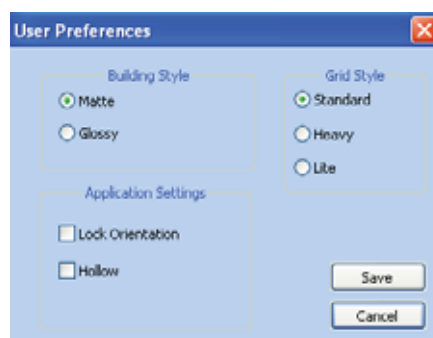 User Preferences
Building Style
Matte
Glossy
Grid Style
Standard
Heavy
Lite
Application Settings
Lock Orientation
Hollow
Save
Cancel